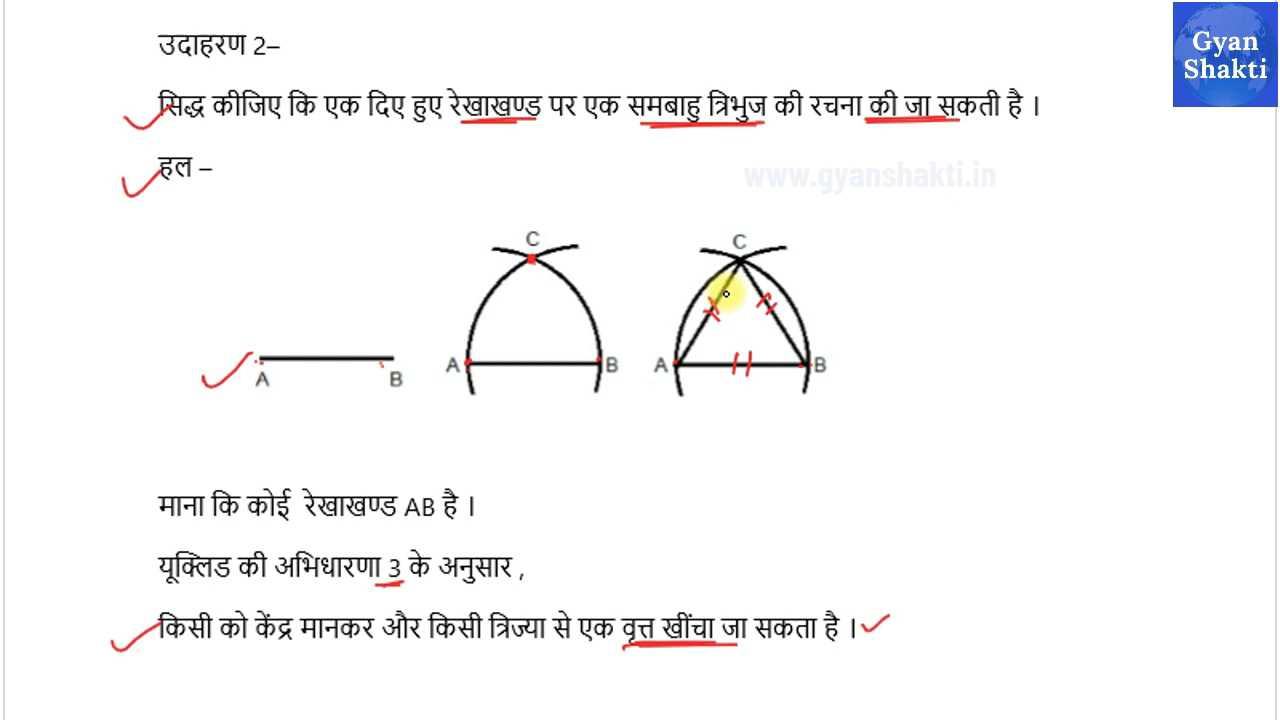 Gyan
Shakti
उदाहरण 2–
सिद्ध कीजिए कि एक दिए हुए रेखाखण्ड पर एक समबाहु त्रिभुज की रचना की जा सकती है ।
हल –
www.gyanshakti.in
C
C
A B
A B
A B
माना कि कोई रेखाखण्ड AB है ।
यूक्लिड की अभिधारणा 3 के अनुसार ,
किसी को केंद्र मानकर और किसी त्रिज्या से एक वृत्त खींचा जा सकता है ।